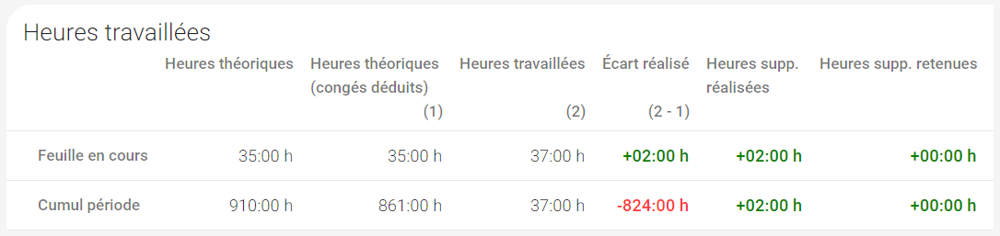 Heures travaillées
Heures théoriques Heures théoriques Heures travaillées Écart réalisé Heures supp. Heures supp. retenues
(congés déduits) réalisées
(1) (2) (2 - 1)
Feuille en cours 35:00 h 35:00 h 37:00 h +02:00 h +02:00 h +00:00 h
Cumul période 910:00 h 861:00 h 37:00 h -824:00 h +02:00 h +00:00 h